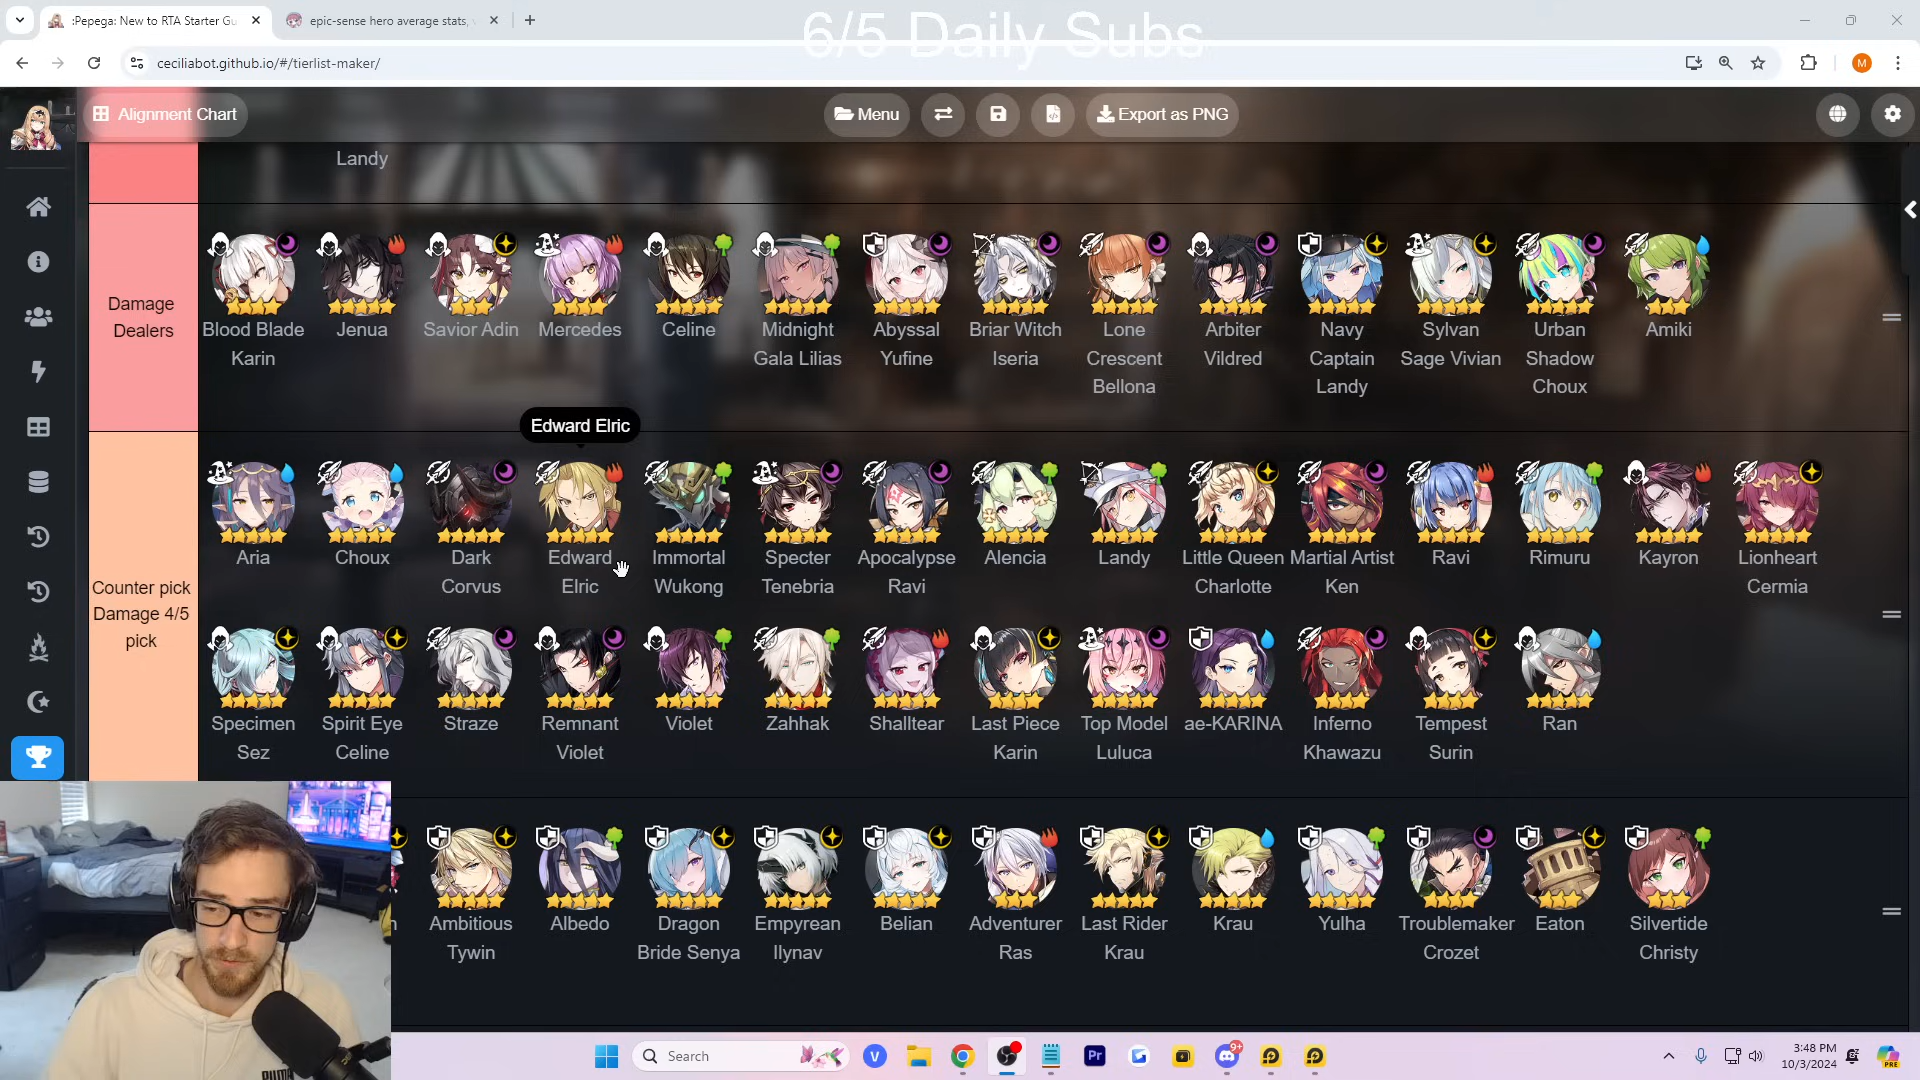 :Pepega: New to RTA Starter Gu
epic-sense hero average stats,
6/5 Daily Subs
ceciliabot.github.io/#/tierlist-maker/
M
Alignment Chart
Menu
Export as PNG
Landy
Damage
Dealers
Blood Blade
Karin
Jenua
Savior Adin
Mercedes
Celine
Midnight
Gala Lilias
Abyssal
Yufine
Briar Witch
Iseria
Lone
Crescent
Bellona
Arbiter
Vildred
Navy
Captain
Landy
Sylvan
Sage Vivian
Urban
Shadow
Choux
Amiki
Edward Elric
Counter pick
Damage 4/5
pick
Aria
Choux
Dark
Corvus
Edward
Elric
Immortal
Wukong
Specter
Tenebria
Apocalypse
Ravi
Alencia
Landy
Little Queen
Charlotte
Martial Artist
Ken
Ravi
Rimuru
Kayron
Lionheart
Cermia
Specimen
Sez
Spirit Eye
Celine
Straze
Remnant
Violet
Violet
Zahhak
Shalltear
Last Piece
Karin
Top Model
Luluca
ae-KARINA
Inferno
Khawazu
Tempest
Surin
Ran
n
Ambitious
Tywin
Albedo
Dragon
Bride Senya
Empyrean
Ilynav
Belian
Adventurer
Ras
Last Rider
Krau
Krau
Yulha
Troublemaker
Crozet
Eaton
Silvertide
Christy
PUMA
Search
V
Pr
9+
3:48 PM
10/3/2024
PRE